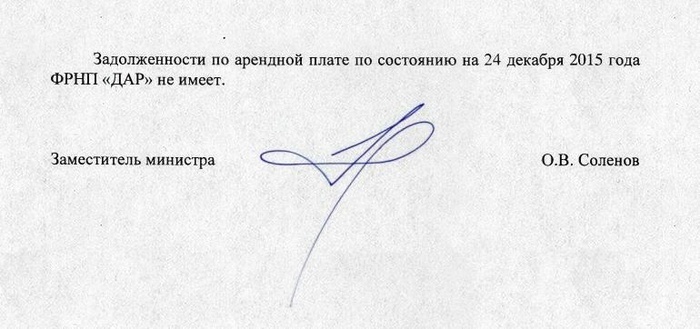 Задолженности по арендной плате по состоянию на 24 декабря 2015 года
ФРНП «ДАР» не имеет.
Заместитель министра О.В. Соленов